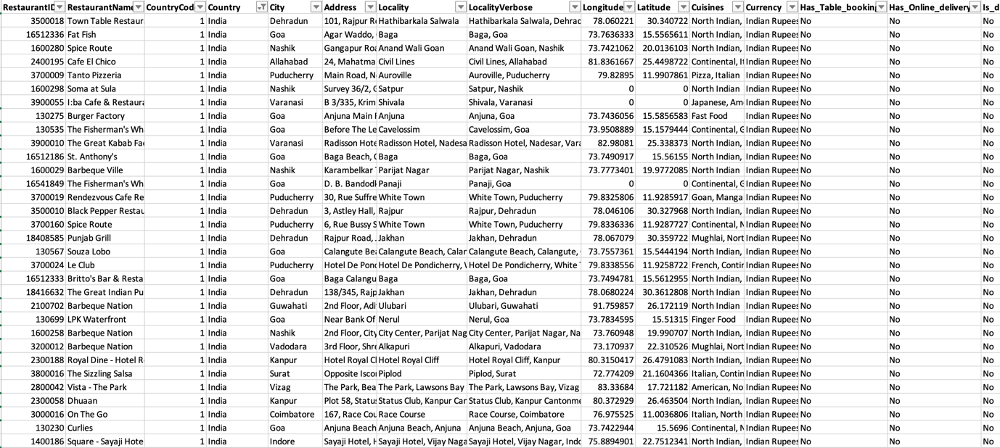 RestaurantID RestaurantName CountryCod Country City Address Locality LocalityVerbose Longitude Latitude Cuisines Currency Has_Table_booking Has_Online_delivery Is_d
3500018 Town Table Restaur 1 India Dehradun 101, Rajpur R Hathibarkala Salwala Hathibarkala Salwala, Dehrad 78.060221 30.340722 North Indian, Indian Rupees No No No
16512336 Fat Fish 1 India Goa Agar Waddo, Baga Baga, Goa 73.7636333 15.5565611 North Indian, Indian Rupees No No No
1600280 Spice Route 1 India Nashik Gangapur Roa Anand Wali Goan Anand Wali Goan, Nashik 73.7421062 20.0136103 North Indian, Indian Rupees No No No
2400195 Cafe El Chico 1 India Allahabad 24, Mahatma Civil Lines Civil Lines, Allahabad 81.8361667 25.4498722 Continental, It Indian Rupees No No No
3700009 Tanto Pizzeria 1 India Puducherry Main Road, N Auroville Auroville, Puducherry 79.82895 11.9907861 Pizza, Italian Indian Rupees No No No
1600298 Soma at Sula 1 India Nashik Survey 36/2, G Satpur Satpur, Nashik 0 0 North Indian, Indian Rupees No No No
3900055 I:ba Cafe & Restaura 1 India Varanasi B 3/335, Krim Shivala Shivala, Varanasi 0 0 Japanese, Am Indian Rupees No No No
130275 Burger Factory 1 India Goa Anjuna Main Anjuna Anjuna, Goa 73.7436056 15.5856583 Fast Food Indian Rupees No No No
130535 The Fisherman's Wh 1 India Goa Before The Le Cavelossim Cavelossim, Goa 73.9508889 15.1579444 Continental, G Indian Rupees No No No
3900010 The Great Kabab Fa 1 India Varanasi Radisson Hote Radisson Hotel, Nadesa Radisson Hotel, Nadesar, Vara 82.98081 25.338373 North Indian, Indian Rupees No No No
16512186 St. Anthony's 1 India Goa Baga Beach, Baga Baga, Goa 73.7490917 15.56155 North Indian, Indian Rupees No No No
1600029 Barbeque Ville 1 India Nashik Karambelkar Parijat Nagar Parijat Nagar, Nashik 73.7773401 19.9772085 North Indian, Indian Rupees No No No
16541849 The Fisherman's Wh 1 India Goa D. B. Bandod Panaji Panaji, Goa 0 0 Continental, G Indian Rupees No No No
3700019 Rendezvous Cafe Re 1 India Puducherry 30, Rue Suffre White Town White Town, Puducherry 79.8325806 11.9285917 Goan, Manga Indian Rupees No No No
3500010 Black Pepper Restau 1 India Dehradun 3, Astley Hall, Rajpur Rajpur, Dehradun 78.046106 30.327968 North Indian, Indian Rupees No No No
3700160 Spice Route 1 India Puducherry 6, Rue Bussy S White Town White Town, Puducherry 79.8336336 11.9287727 Continental, N Indian Rupees No No No
18408585 Punjab Grill 1 India Dehradun Rajpur Road, Jakhan Jakhan, Dehradun 78.067079 30.359722 Mughlai, Nort Indian Rupees No No No
130567 Souza Lobo 1 India Goa Calangute Bea Calangute Beach, Calan Calangute Beach, Calangute, 73.7557361 15.5444194 North Indian, Indian Rupees No No No
3700024 Le Club 1 India Puducherry Hotel De Pond Hotel De Pondicherry, Hotel De Pondicherry, White 79.8338556 11.9258722 French, Contin Indian Rupees No No No
16512333 Britto's Bar & Resta 1 India Goa Baga Calangu Baga Baga, Goa 73.7494781 15.5612955 North Indian, Indian Rupees No No No
18416632 The Great Indian Pu 1 India Dehradun 138/345, Rajp Jakhan Jakhan, Dehradun 78.0680224 30.3612808 North Indian, Indian Rupees No No No
2100702 Barbeque Nation 1 India Guwahati 2nd Floor, Adi Ulubari Ulubari, Guwahati 91.759857 26.172119 North Indian, Indian Rupees No No No
130699 LPK Waterfront 1 India Goa Near Bank Of Nerul Nerul, Goa 73.7834595 15.51315 Finger Food Indian Rupees No No No
1600258 Barbeque Nation 1 India Nashik 2nd Floor, City City Center, Parijat Nag City Center, Parijat Nagar, Na 73.760948 19.990707 North Indian, Indian Rupees No No No
3200012 Barbeque Nation 1 India Vadodara 3rd Floor, Shre Alkapuri Alkapuri, Vadodara 73.170937 22.310526 Mughlai, Nort Indian Rupees No No No
2300188 Royal Dine - Hotel R 1 India Kanpur Hotel Royal Cl Hotel Royal Cliff Hotel Royal Cliff, Kanpur 80.3150417 26.4791083 North Indian, Indian Rupees No No No
3800016 The Sizzling Salsa 1 India Surat Opposite Isco Piplod Piplod, Surat 72.774209 21.1604366 Italian, Contin Indian Rupees No No No
2800042 Vista - The Park 1 India Vizag The Park, Bea The Park, Lawsons Bay The Park, Lawsons Bay, Vizag 83.33684 17.721182 American, No Indian Rupees No No No
2300058 Dhuaan 1 India Kanpur Plot 58, Status Status Club, Kanpur Can Status Club, Kanpur Cantonme 80.372929 26.463504 North Indian, Indian Rupees No No No
3000016 On The Go 1 India Coimbatore 167, Race Cou Race Course Race Course, Coimbatore 76.975525 11.0036806 Italian, North Indian Rupees No No No
130230 Curlies 1 India Goa Anjuna Beach Anjuna Beach, Anjuna Anjuna Beach, Anjuna, Goa 73.7422944 15.5696 Continental, G Indian Rupees No No No
1400186 Square - Sayaji Hote 1 India Indore Sayaji Hotel, H Sayaji Hotel, Vijay Naga Sayaji Hotel, Vijay Nagar, Indo 75.8894901 22.7512341 North Indian, Indian Rupees No No No